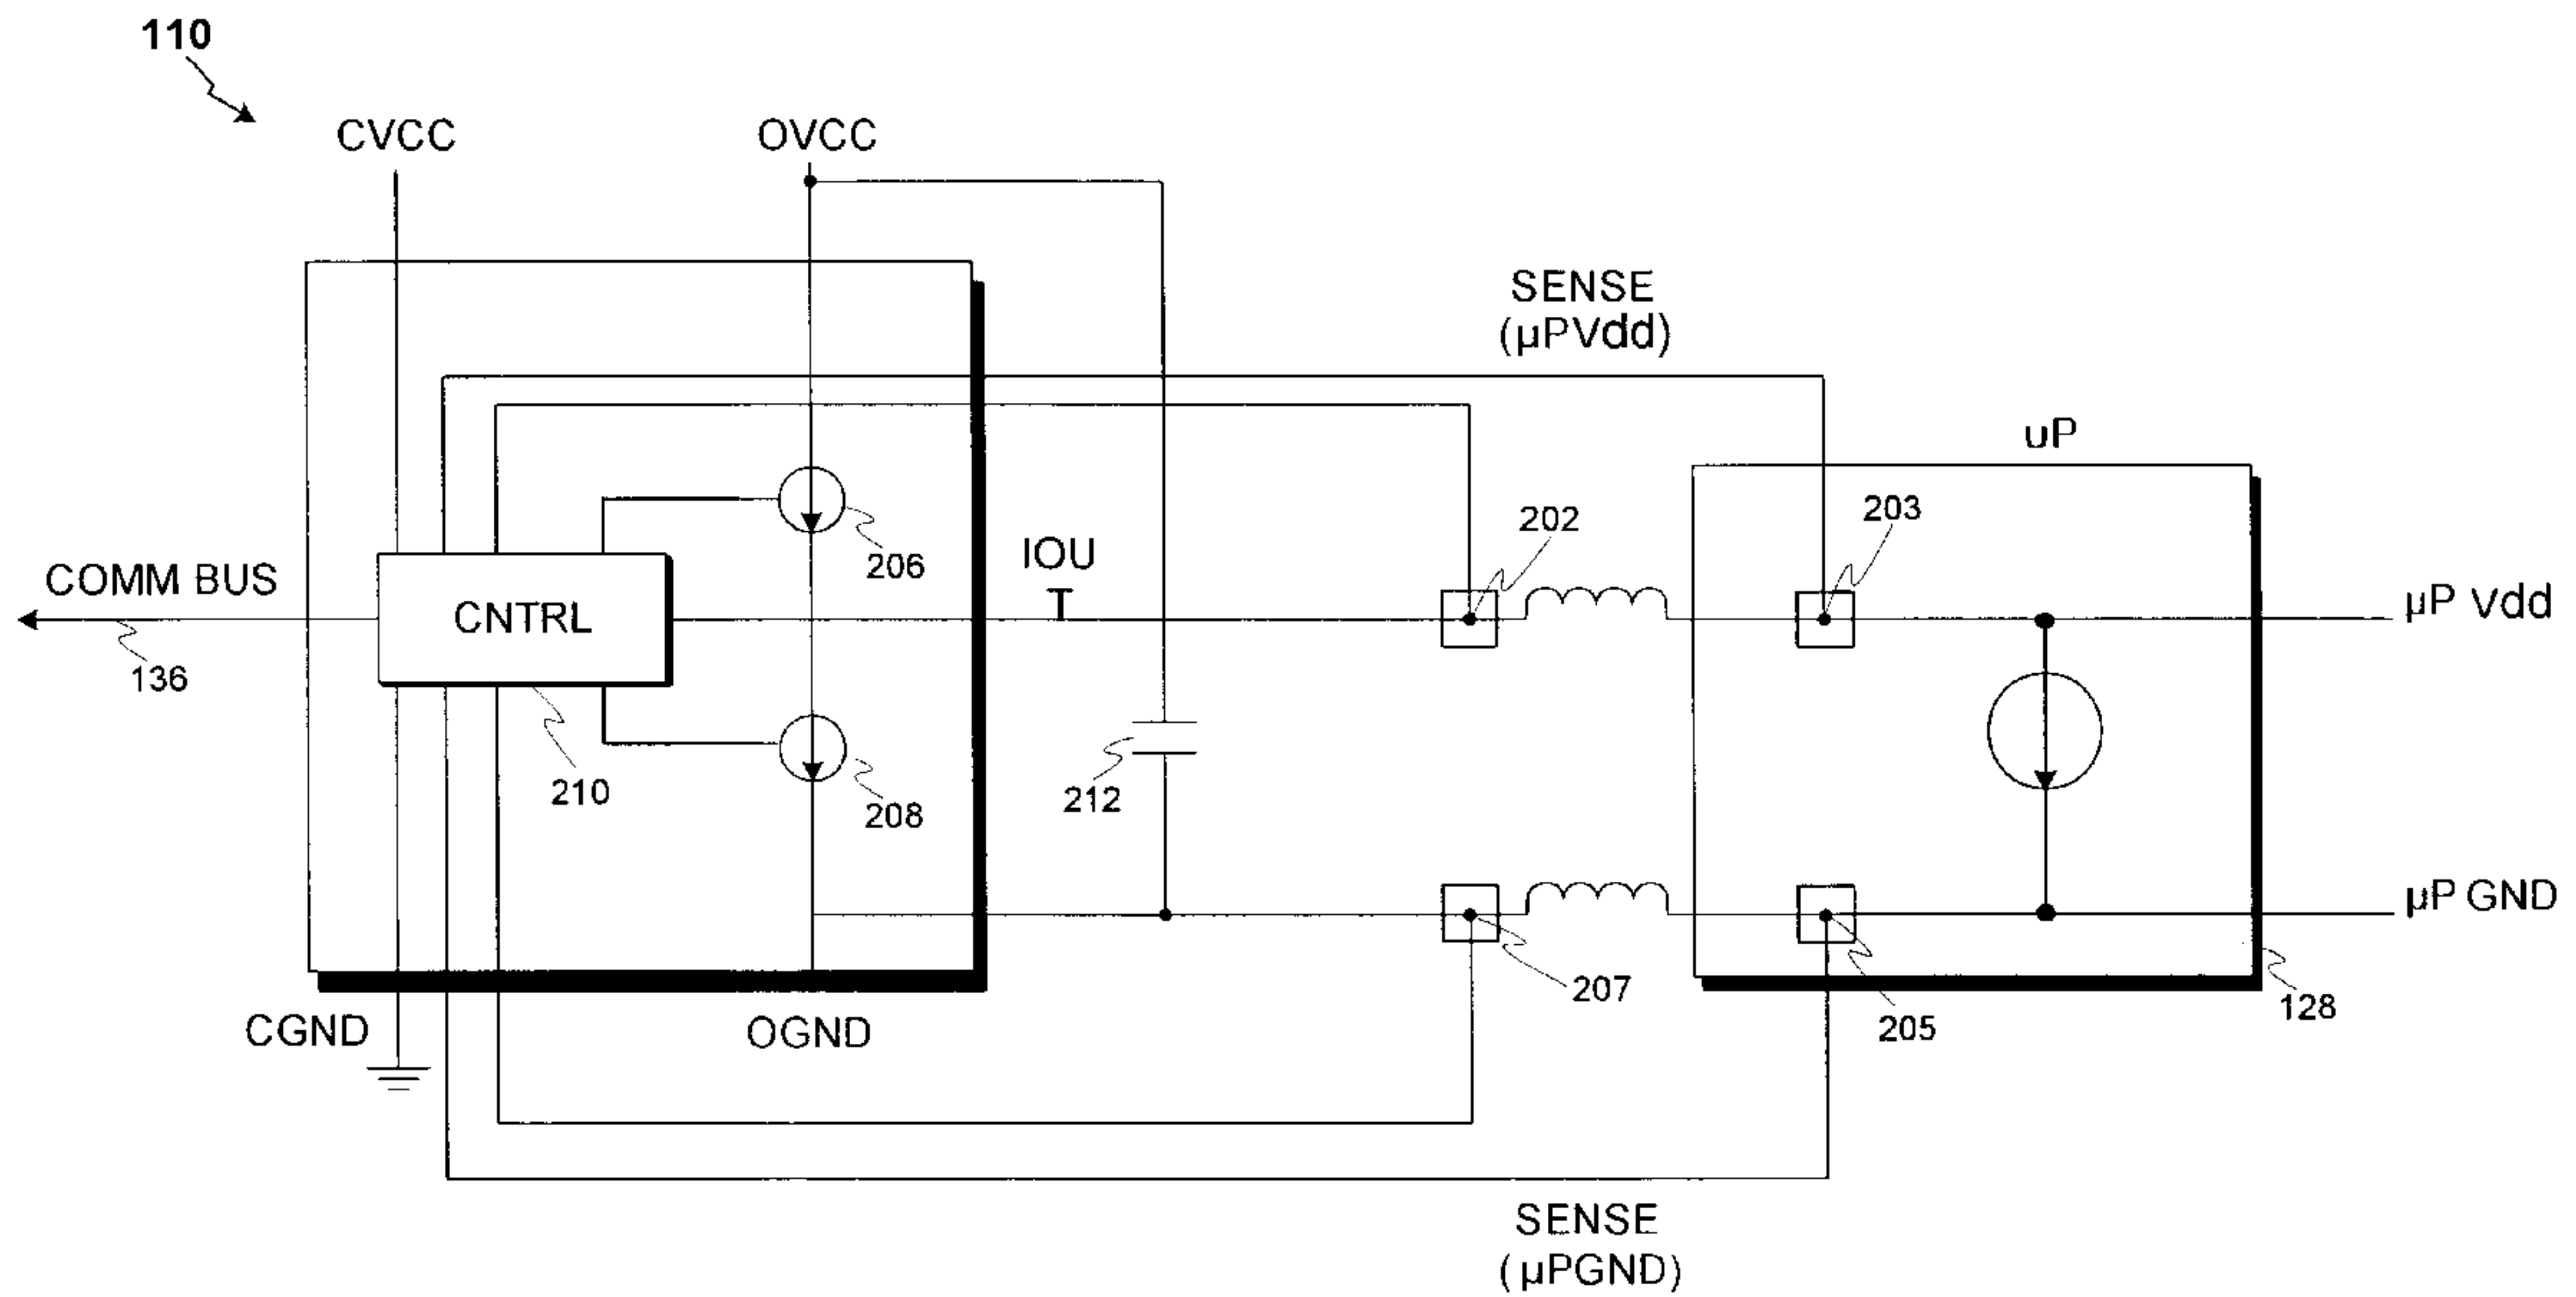 110
CVCC
OVCC
SENSE
(µPVdd)
uP
202
203
206
IOU
T
COMM BUS
CNTRL
µP Vdd
136
210
212
208
µP GND
207
128
205
CGND
OGND
SENSE
(µPGND)